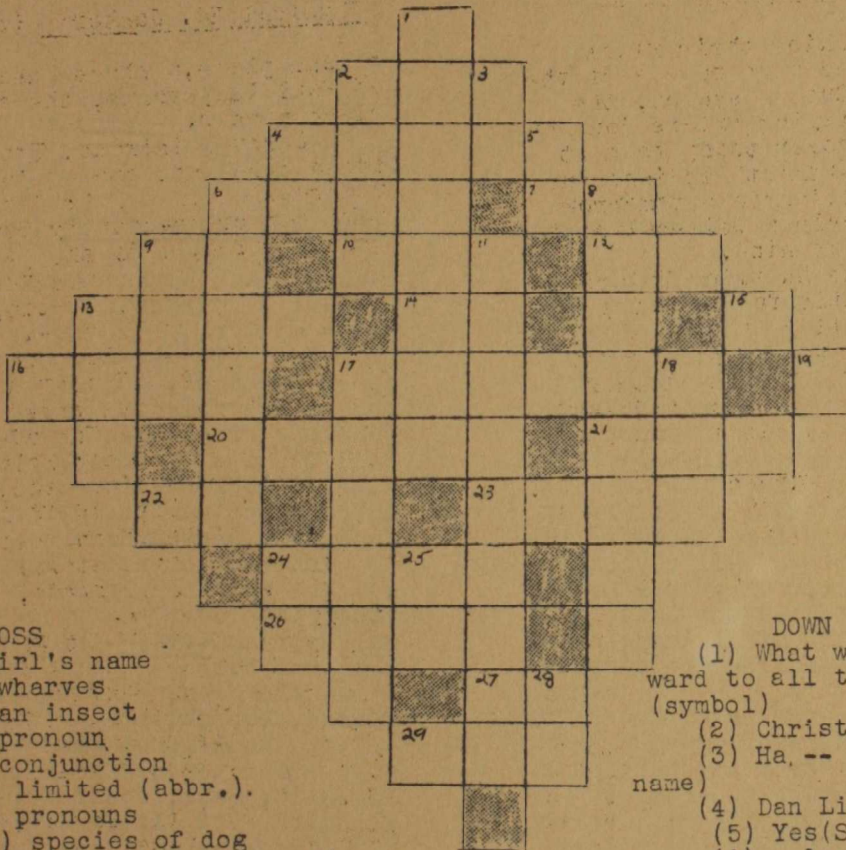 1
2 3
4 5
6 7 8
9 10 11 12
13 14 15
16 17 18 19
20 21
22 23
24 25
26
27 28
29
OSS
irl's name
wharves
an insect
pronoun
conjunction
limited (abbr.).
pronouns
) species of dog
DOWN
(1) What w
ward to all t
(symbol)
(2) Christ
(3) Ha, --
name)
(4) Dan Li
(5) Yes(S